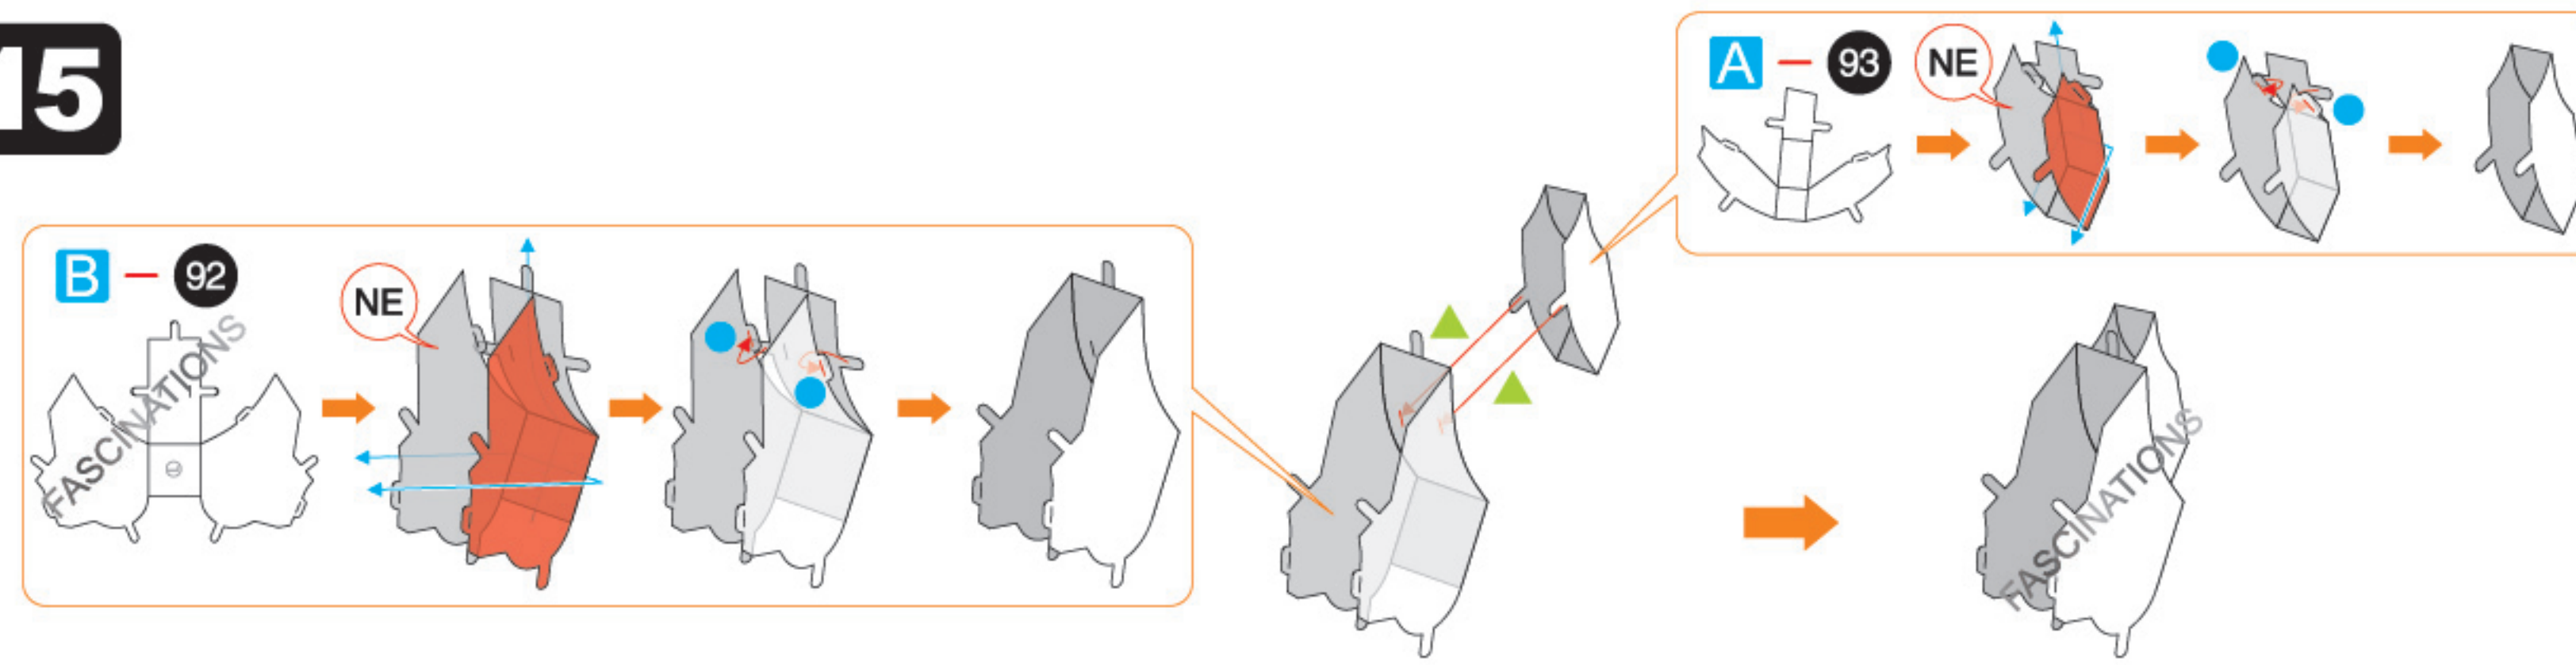 15
A 93 NE
B 92
NE
FASCINATIONS
FASCINATIONS